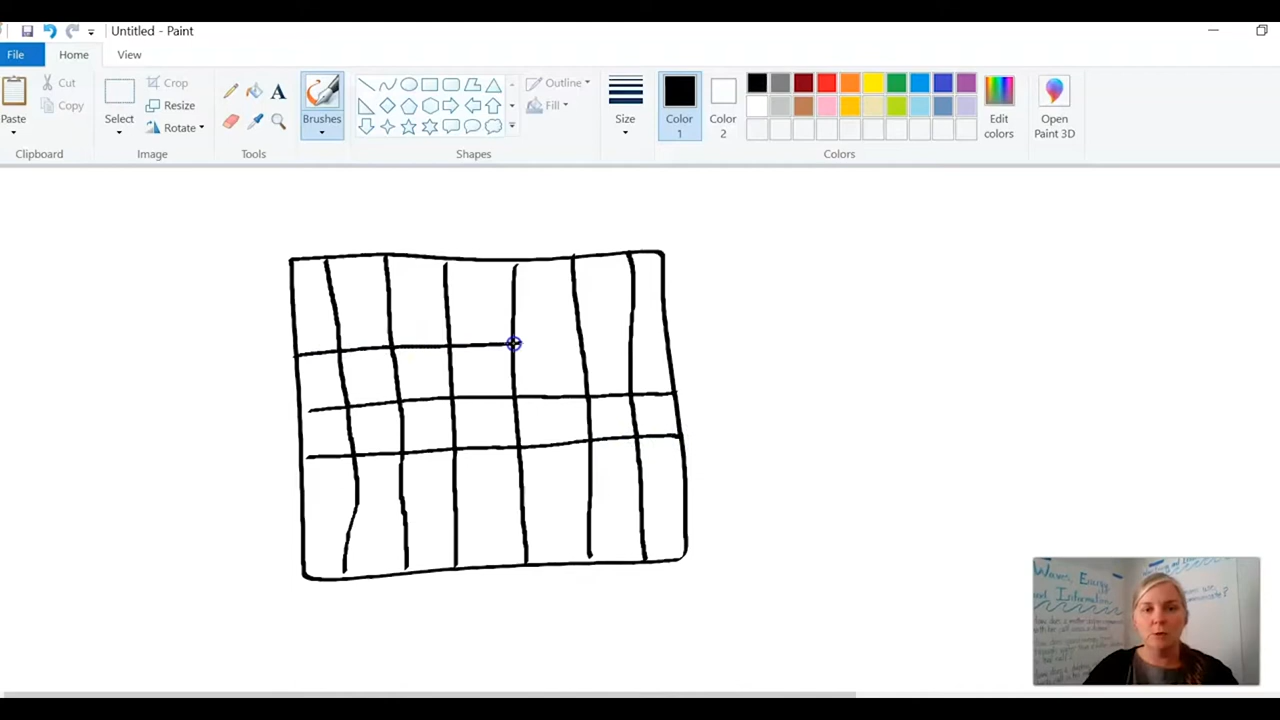 Untitled - Paint
File Home View
Paste
Cut
Copy
Clipboard
Select
Crop
Resize
Rotate
Image
A
Tools
Brushes
Outline
Fill
Shapes
Size
Color 1
Color 2
Edit colors
Colors
Open Paint 3D
Waves, Energy
and Information